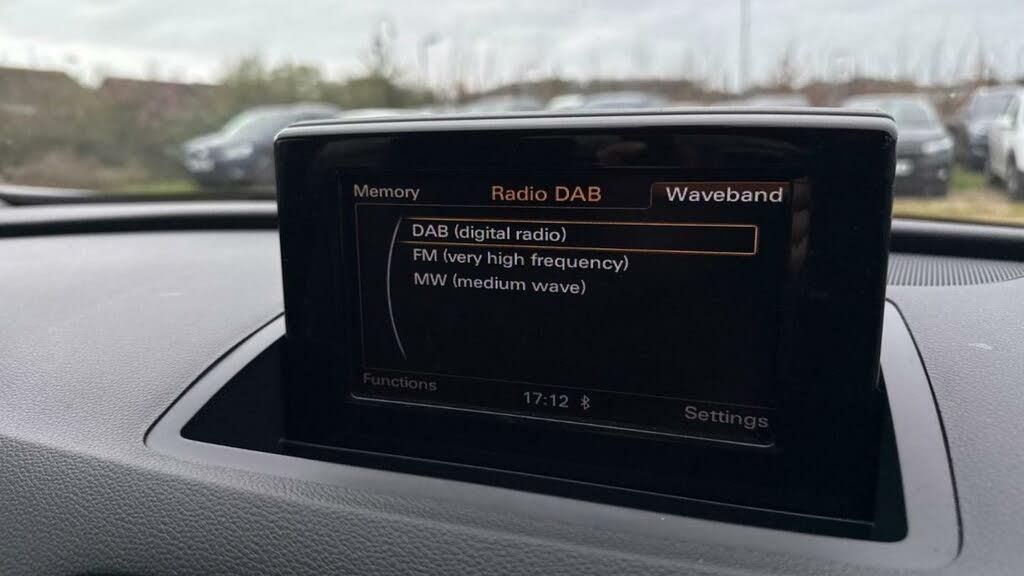 Memory Radio DAB Waveband
DAB (digital radio)
FM (very high frequency)
MW (medium wave)
Functions 17:12 Settings